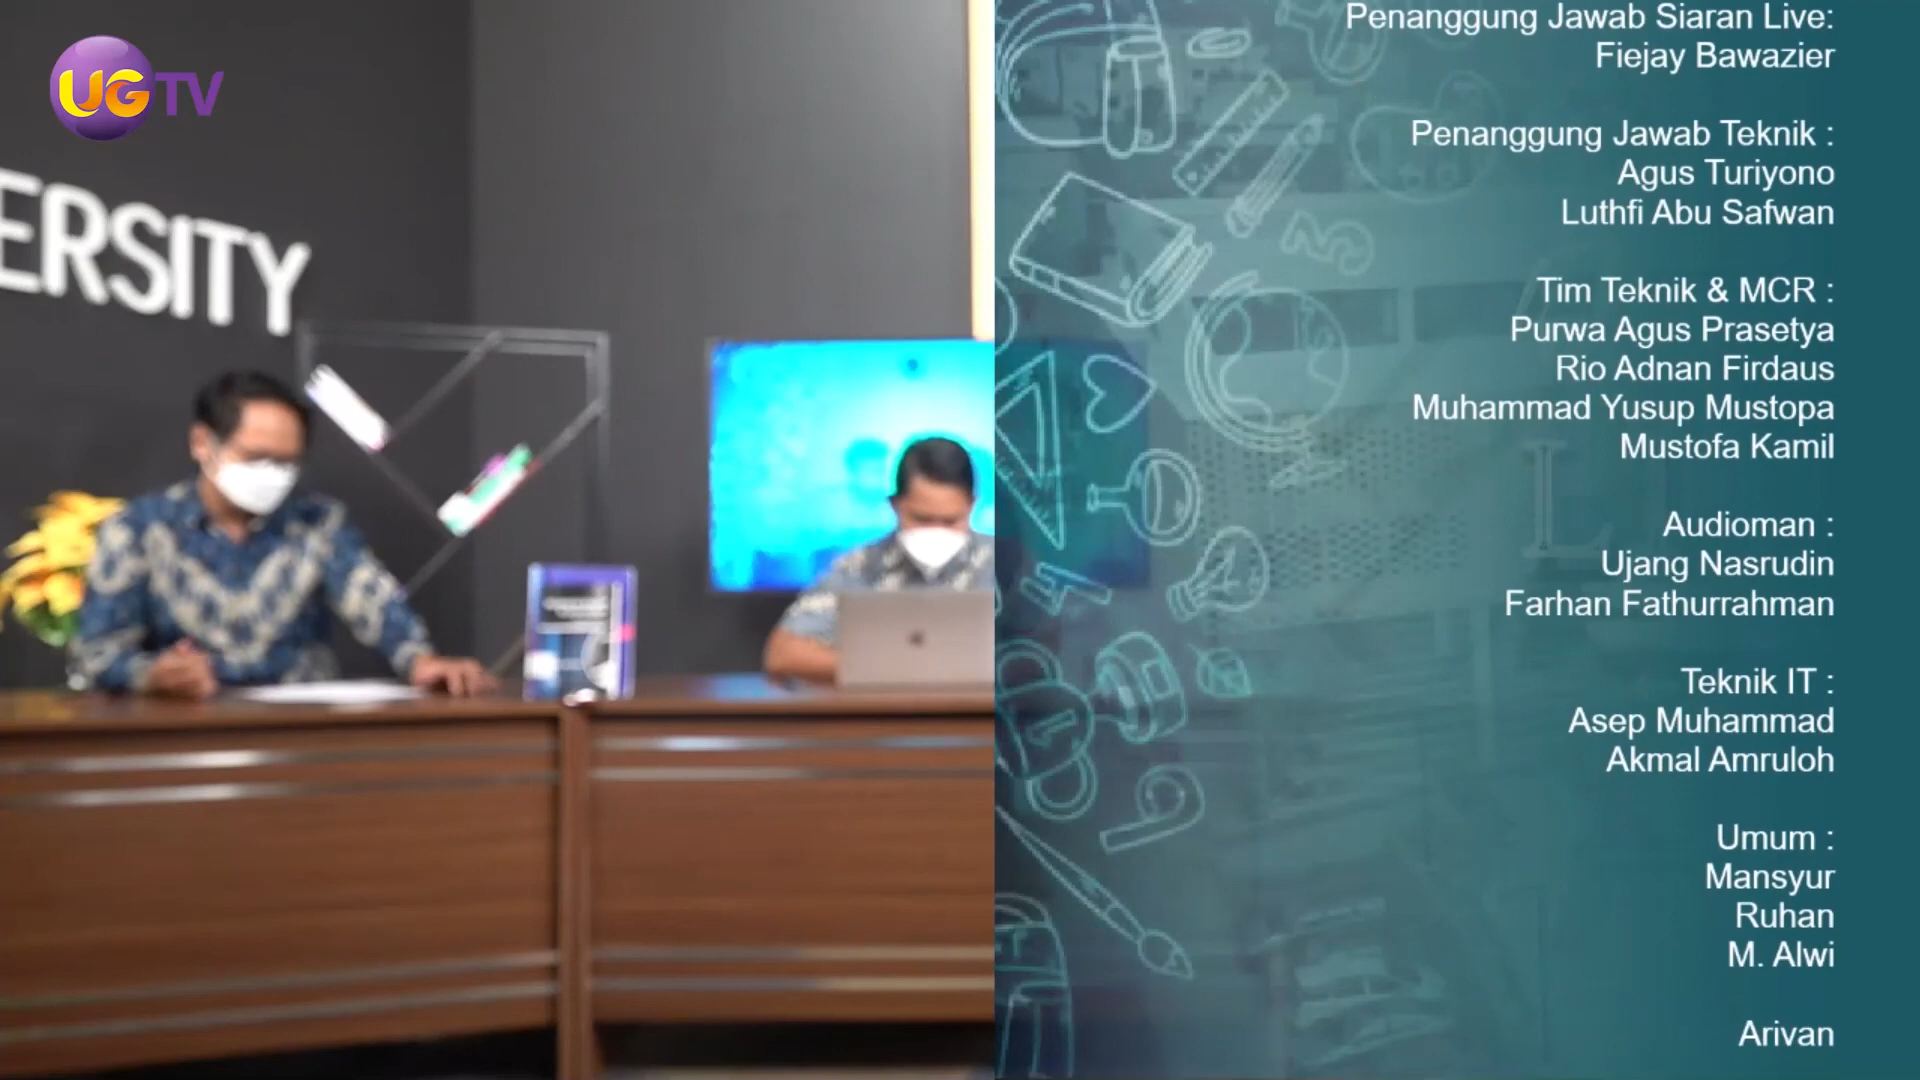 UGTV
ERSITY
Penanggung Jawab Siaran Live:
Fiejay Bawazier
Penanggung Jawab Teknik :
Agus Turiyono
Luthfi Abu Safwan
Tim Teknik & MCR :
Purwa Agus Prasetya
Rio Adnan Firdaus
Muhammad Yusup Mustopa
Mustofa Kamil
Audioman :
Ujang Nasrudin
Farhan Fathurrahman
Teknik IT :
Asep Muhammad
Akmal Amruloh
Umum :
Mansyur
Ruhan
M. Alwi
Arivan